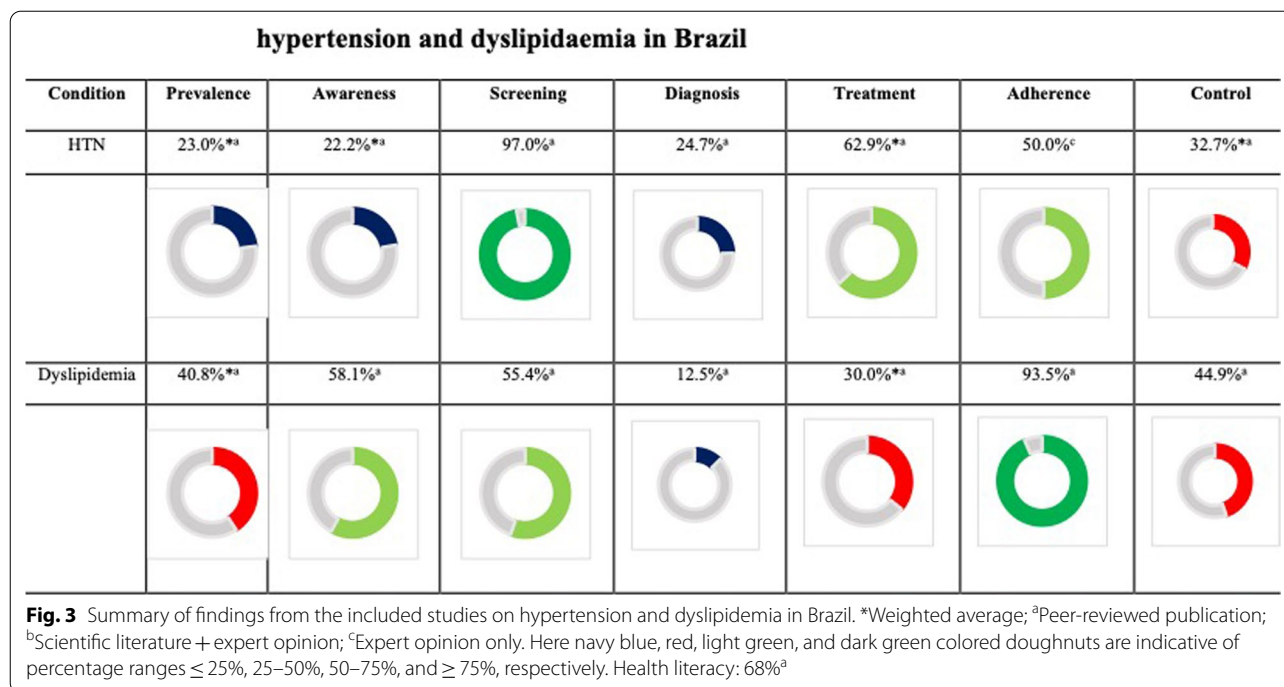 hypertension and dyslipidaemia in Brazil
Condition Prevalence Awareness Screening Diagnosis Treatment Adherence Control
HTN 23.0%*ᵃ 22.2%*ᵃ 97.0%ᵃ 24.7%ᵃ 62.9%*ᵃ 50.0%ᶜ 32.7%*ᵃ
Dyslipidemia 40.8%*ᵃ 58.1%ᵃ 55.4%ᵃ 12.5%ᵃ 30.0%*ᵃ 93.5%ᵃ 44.9%ᵃ
Fig. 3 Summary of findings from the included studies on hypertension and dyslipidemia in Brazil. *Weighted average; ᵃPeer-reviewed publication;
ᵇScientific literature + expert opinion; ᶜExpert opinion only. Here navy blue, red, light green, and dark green colored doughnuts are indicative of
percentage ranges ≤ 25%, 25–50%, 50–75%, and ≥ 75%, respectively. Health literacy: 68%ᵃ